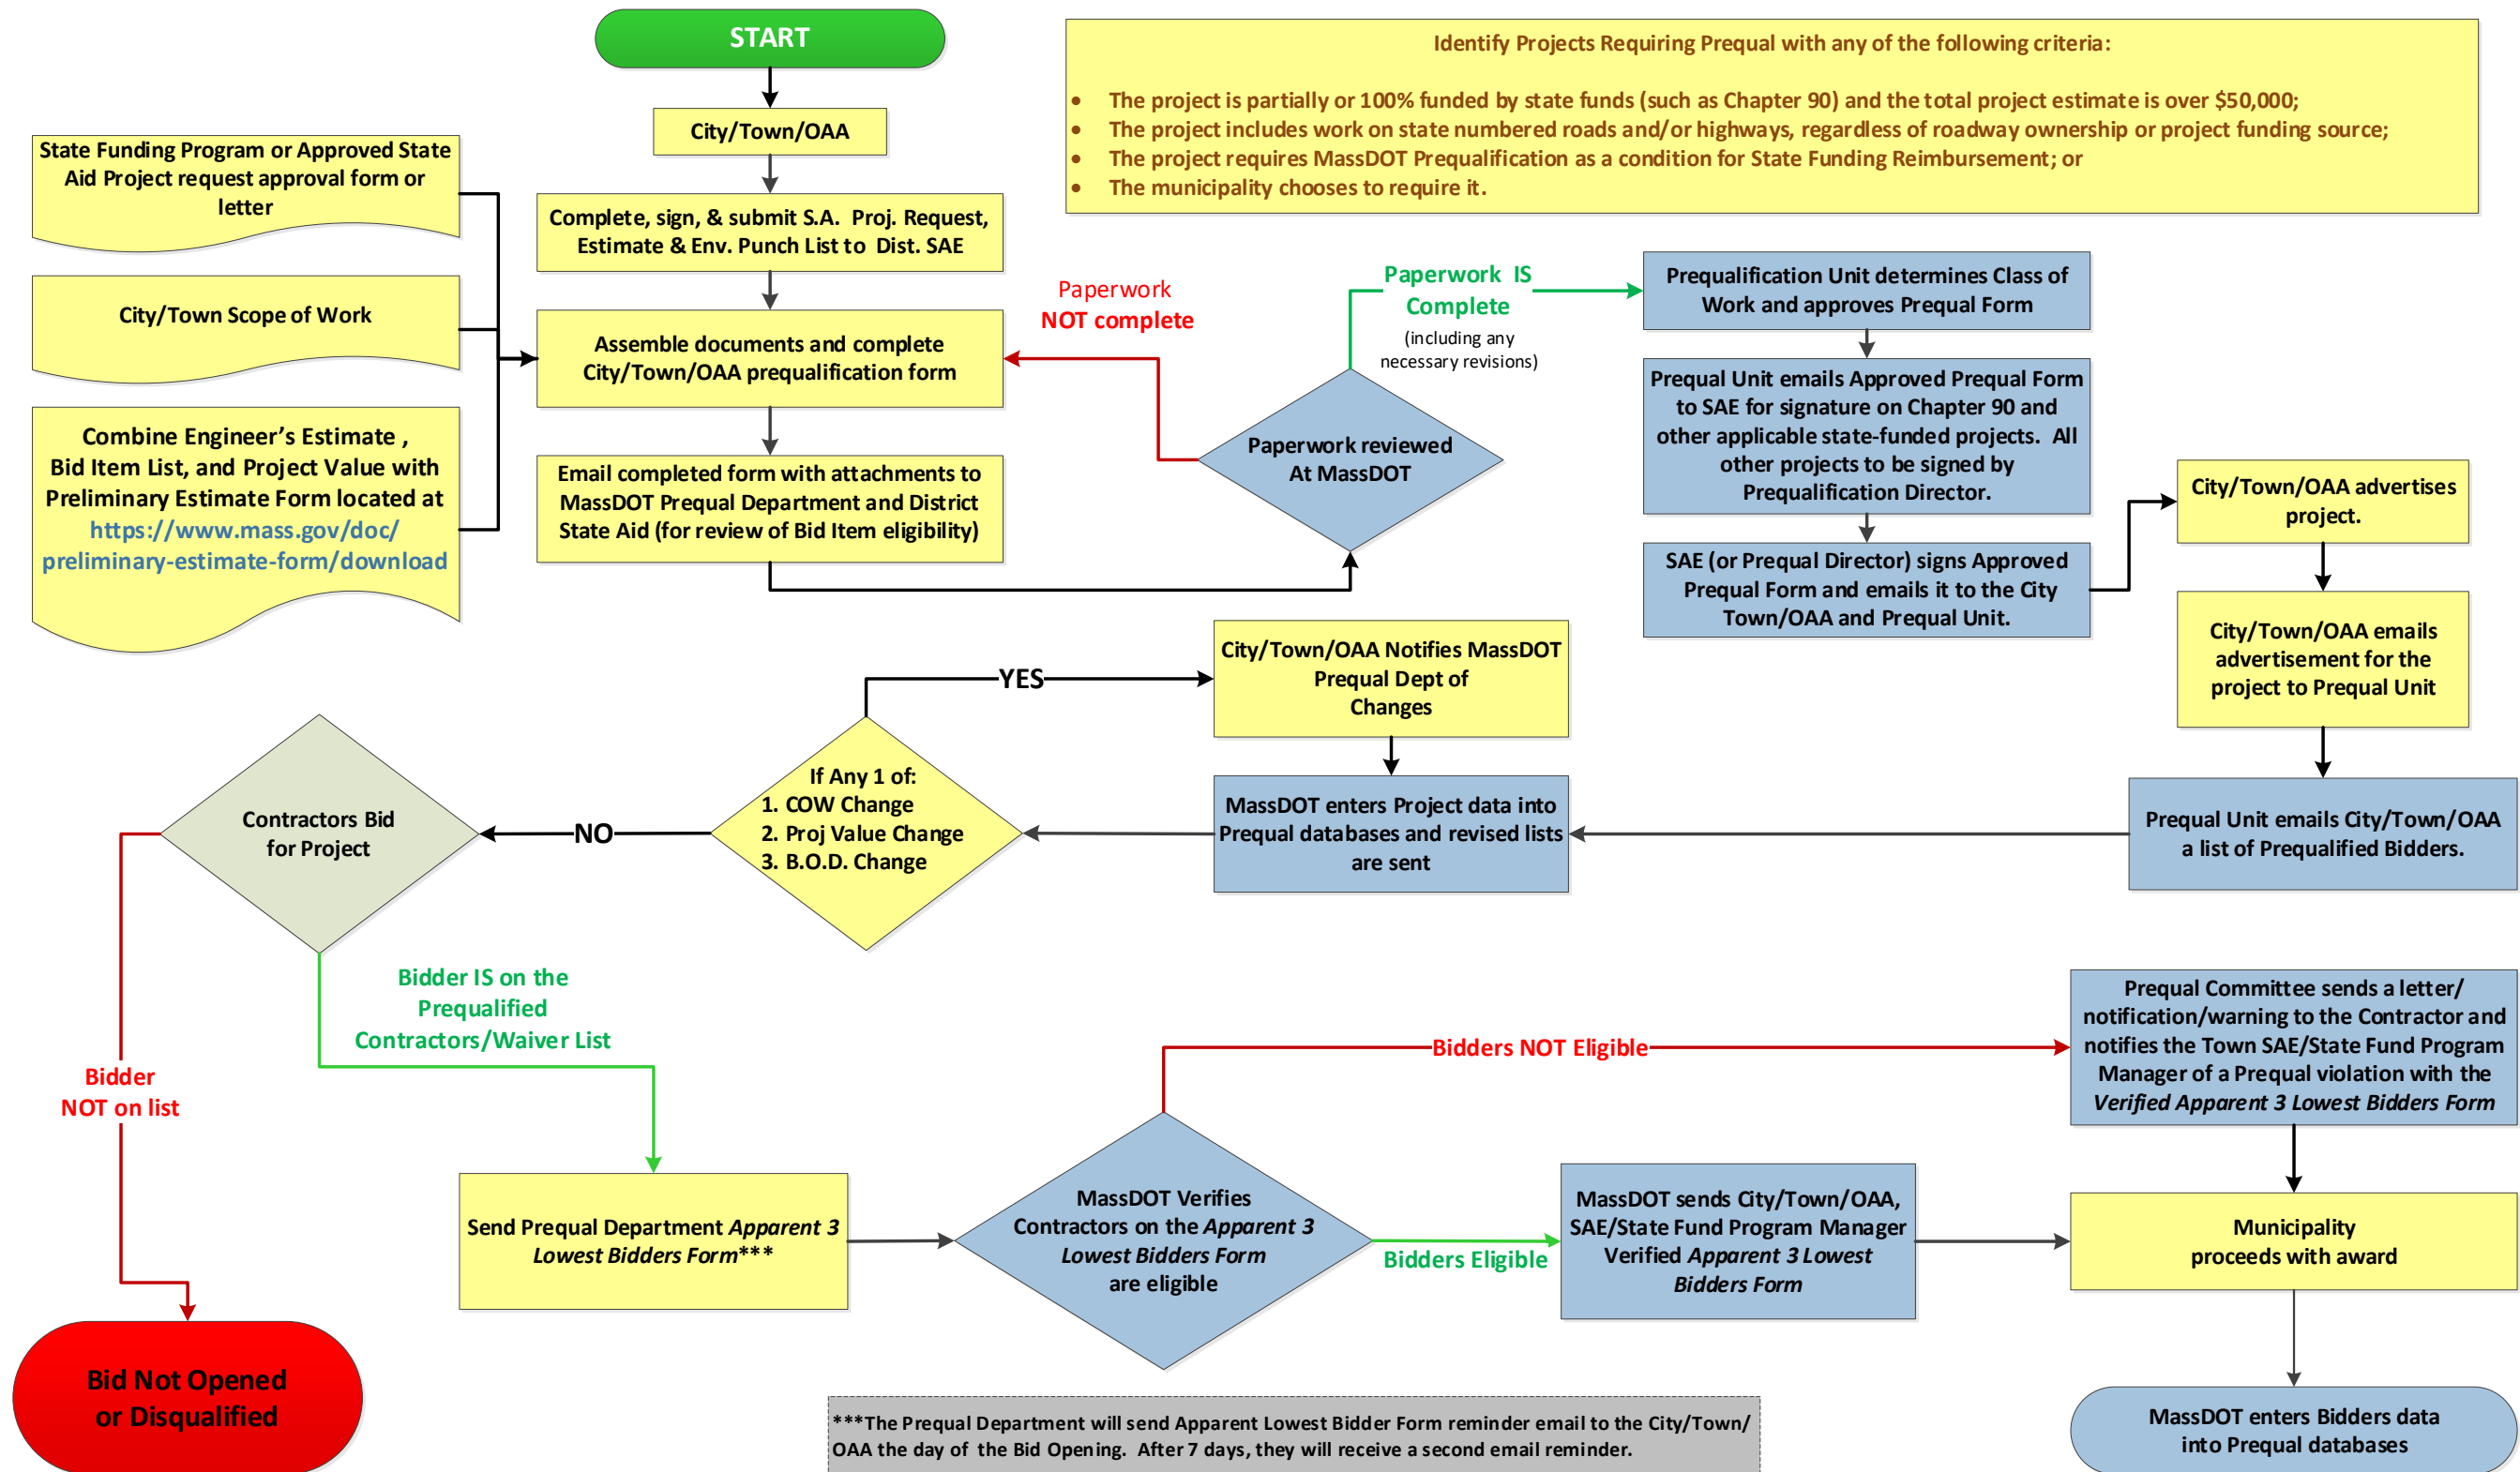 START
Identify Projects Requiring Prequal with any of the following criteria:
• The project is partially or 100% funded by state funds (such as Chapter 90) and the total project estimate is over $50,000;
• The project includes work on state numbered roads and/or highways, regardless of roadway ownership or project funding source;
• The project requires MassDOT Prequalification as a condition for State Funding Reimbursement; or
• The municipality chooses to require it.
City/Town/OAA
State Funding Program or Approved State
Aid Project request approval form or
letter
Complete, sign, & submit S.A. Proj. Request,
Estimate & Env. Punch List to Dist. SAE
City/Town Scope of Work
Assemble documents and complete
City/Town/OAA prequalification form
Combine Engineer's Estimate ,
Bid Item List, and Project Value with
Preliminary Estimate Form located at
https://www.mass.gov/doc/
preliminary-estimate-form/download
Email completed form with attachments to
MassDOT Prequal Department and District
State Aid (for review of Bid Item eligibility)
Paperwork
NOT complete
Paperwork IS
Complete
(including any
necessary revisions)
Paperwork reviewed
At MassDOT
Prequalification Unit determines Class of
Work and approves Prequal Form
Prequal Unit emails Approved Prequal Form
to SAE for signature on Chapter 90 and
other applicable state-funded projects. All
other projects to be signed by
Prequalification Director.
SAE (or Prequal Director) signs Approved
Prequal Form and emails it to the City
Town/OAA and Prequal Unit.
City/Town/OAA advertises
project.
City/Town/OAA emails
advertisement for the
project to Prequal Unit
Prequal Unit emails City/Town/OAA
a list of Prequalified Bidders.
City/Town/OAA Notifies MassDOT
Prequal Dept of
Changes
MassDOT enters Project data into
Prequal databases and revised lists
are sent
YES
If Any 1 of:
1. COW Change
2. Proj Value Change
3. B.O.D. Change
NO
Contractors Bid
for Project
Bidder IS on the
Prequalified
Contractors/Waiver List
Bidder
NOT on list
Bid Not Opened
or Disqualified
Send Prequal Department Apparent 3
Lowest Bidders Form***
MassDOT Verifies
Contractors on the Apparent 3
Lowest Bidders Form
are eligible
Bidders NOT Eligible
Bidders Eligible
MassDOT sends City/Town/OAA,
SAE/State Fund Program Manager
Verified Apparent 3 Lowest
Bidders Form
Prequal Committee sends a letter/
notification/warning to the Contractor and
notifies the Town SAE/State Fund Program
Manager of a Prequal violation with the
Verified Apparent 3 Lowest Bidders Form
Municipality
proceeds with award
MassDOT enters Bidders data
into Prequal databases
***The Prequal Department will send Apparent Lowest Bidder Form reminder email to the City/Town/
OAA the day of the Bid Opening. After 7 days, they will receive a second email reminder.